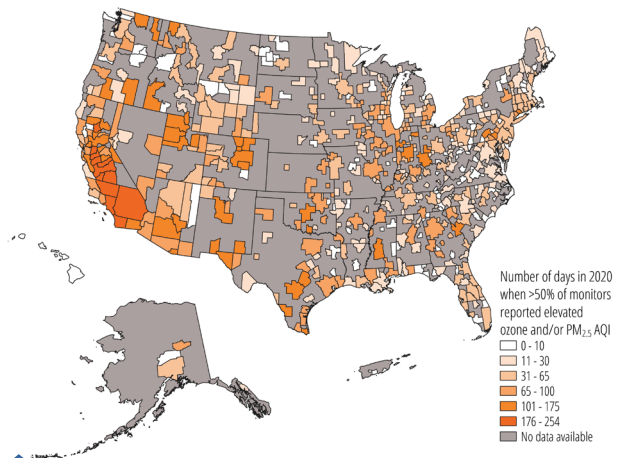 Number of days in 2020
when >50% of monitors
reported elevated
ozone and/or PM2.5 AQI
0 - 10
11 - 30
31 - 65
65 - 100
101 - 175
176 - 254
No data available